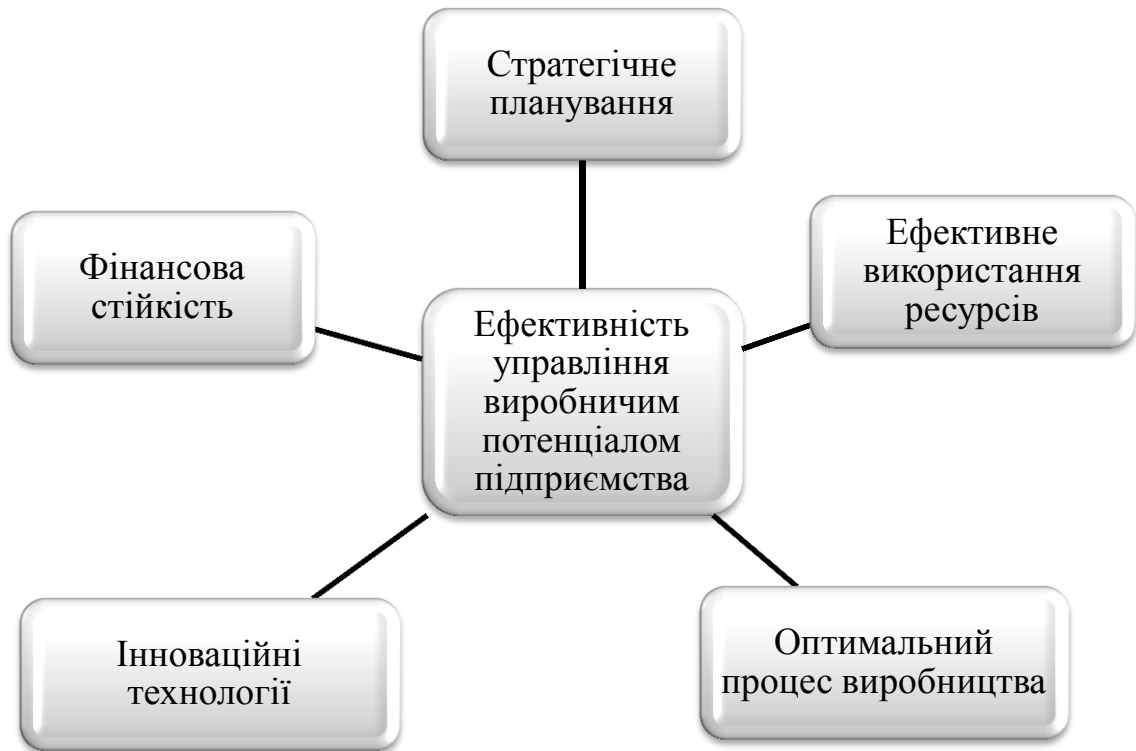 Стратегічне
планування
Ефективне
використання
ресурсів
Фінансова
стійкість
Ефективність
управління
виробничим
потенціалом
підприємства
Інноваційні
технології
Оптимальний
процес виробництва